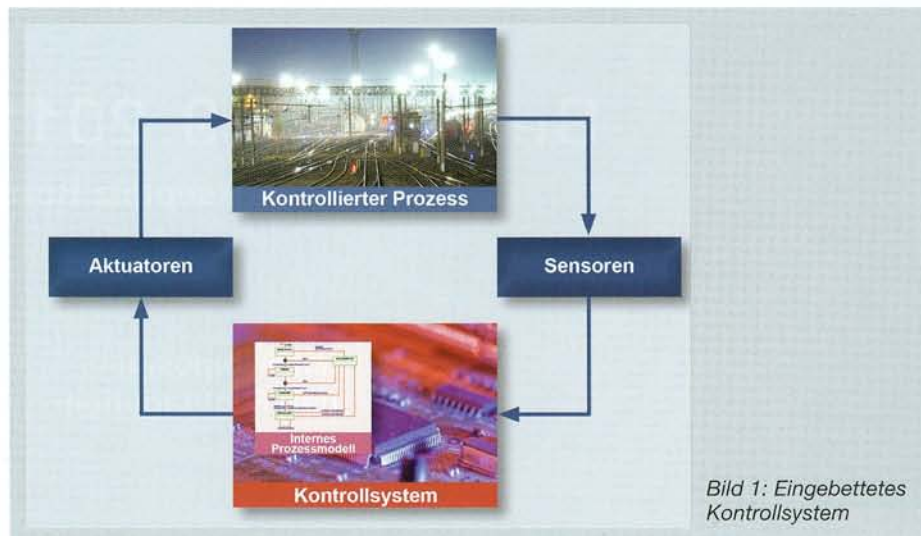 Kontrollierter Prozess
Aktuatoren
Sensoren
Internes
Prozessmodell
Kontrollsystem
Bild 1: Eingebettetes
Kontrollsystem